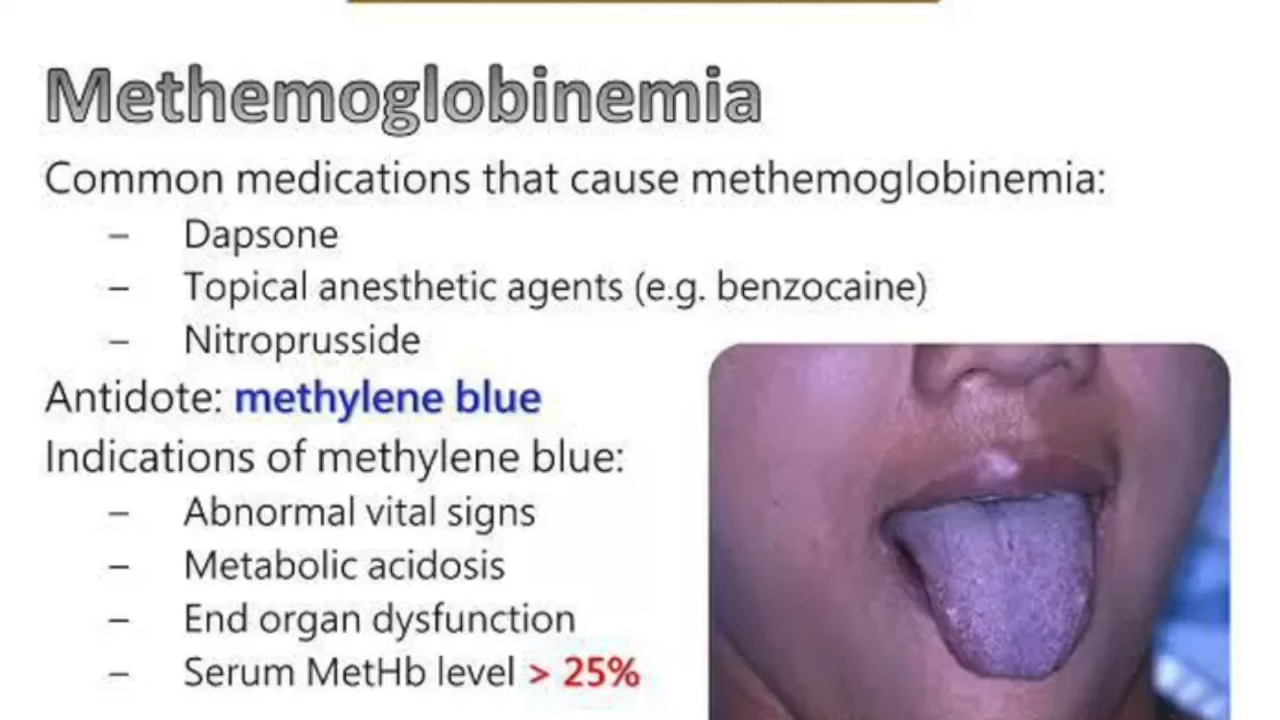 Methemoglobinemia
Common medications that cause methemoglobinemia:
– Dapsone
– Topical anesthetic agents (e.g. benzocaine)
– Nitroprusside
Antidote: methylene blue
Indications of methylene blue:
– Abnormal vital signs
– Metabolic acidosis
– End organ dysfunction
– Serum MetHb level > 25%